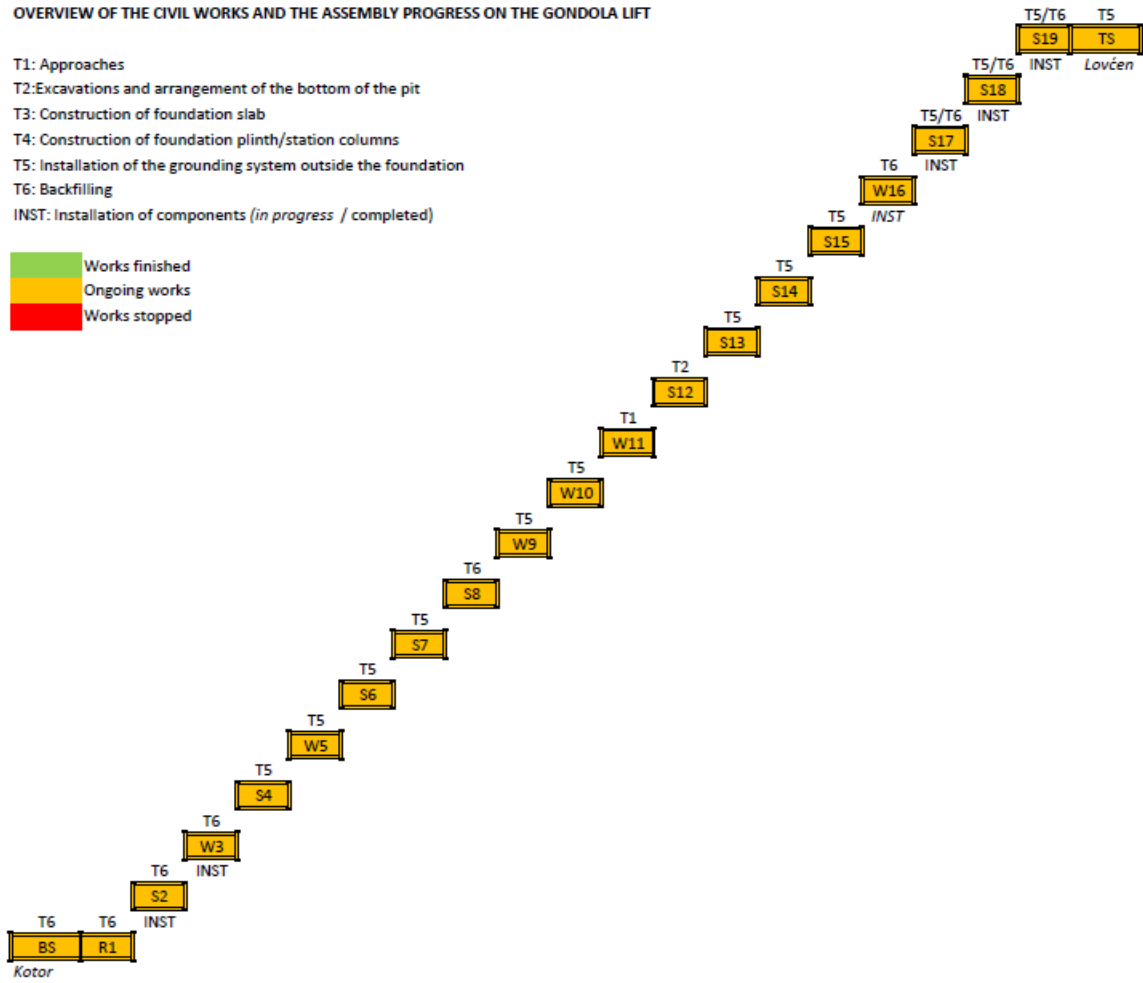 OVERVIEW OF THE CIVIL WORKS AND THE ASSEMBLY PROGRESS ON THE GONDOLA LIFT
T1: Approaches
T2:Excavations and arrangement of the bottom of the pit
T3: Construction of foundation slab
T4: Construction of foundation plinth/station columns
T5: Installation of the grounding system outside the foundation
T6: Backfilling
INST: Installation of components (in progress / completed)
Works finished
Ongoing works
Works stopped
T5/T6 T5
S19 TS
INST Lovćen
T5/T6
S18
INST
T5/T6
S17
INST
T6
W16
INST
T5
S15
T5
S14
T5
S13
T2
S12
T1
W11
T5
W10
T5
W9
T6
S8
T5
S7
T5
S6
T5
W5
T5
S4
T6
W3
INST
T6
S2
INST
T6 T6
BS R1
Kotor